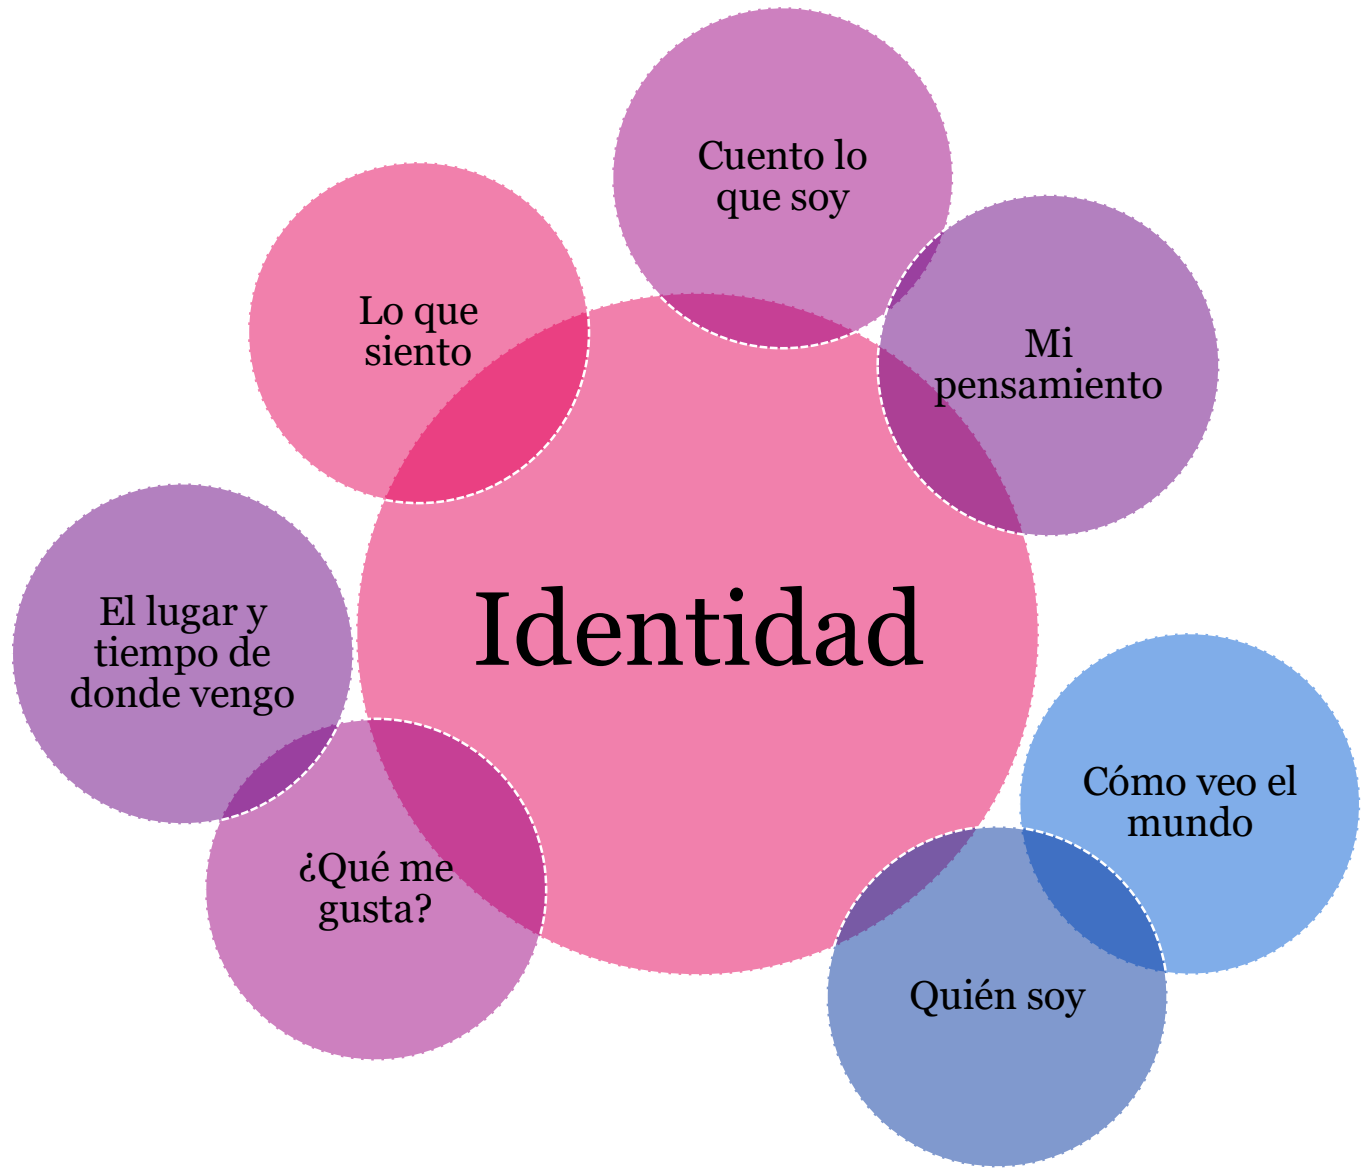 Cuento lo
que soy
Lo que
siento
Mi
pensamiento
Identidad
El lugar y
tiempo de
donde vengo
Cómo veo el
mundo
¿Qué me
gusta?
Quién soy